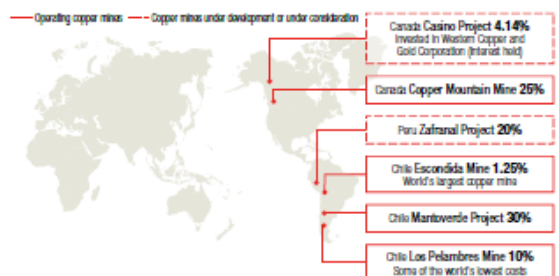 Operating copper mines
Copper mines under development or under consideration
Canada Casino Project 4.14%
Invested in Western Copper and
Gold Corporation (Interest held)
Canada Copper Mountain Mine 25%
Peru Zafranal Project 20%
Chile Escondida Mine 1.25%
World's largest copper mine
Chile Mantoverde Project 30%
Chile Los Pelambres Mine 10%
Some of the world's lowest costs